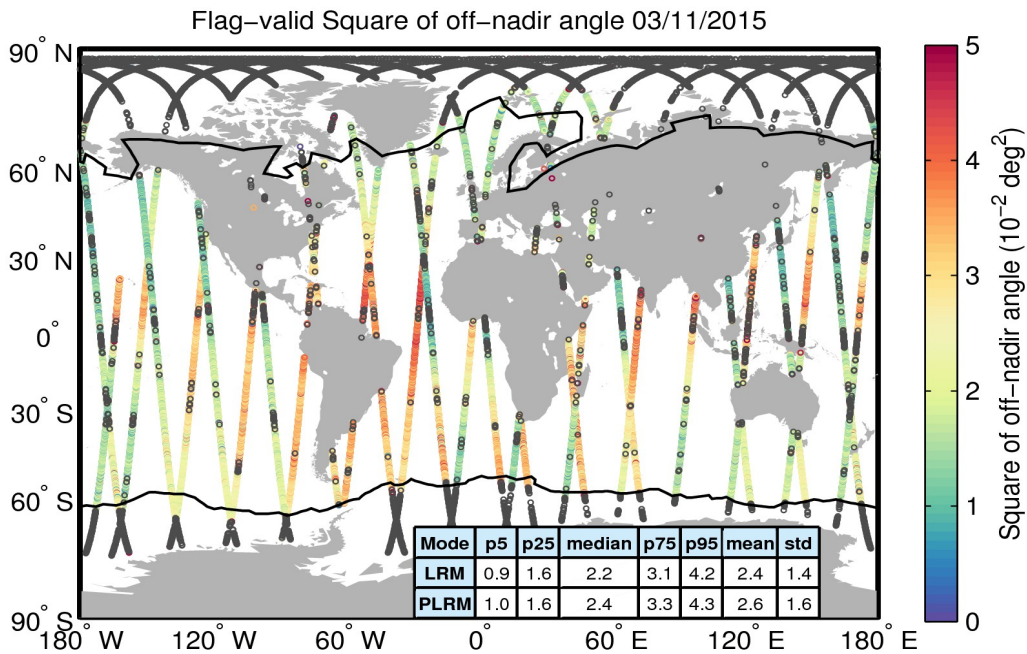 Flag−valid Square of off−nadir angle 03/11/2015
90° N
60° N
30° N
0°
30° S
60° S
90° S
180° W
120° W
60° W
0°
60° E
120° E
180° E
Mode p5 p25 median p75 p95 mean std
LRM 0.9 1.6 2.2 3.1 4.2 2.4 1.4
PLRM 1.0 1.6 2.4 3.3 4.3 2.6 1.6
5
4
3
2
1
0
Square of off−nadir angle (10⁻² deg²)